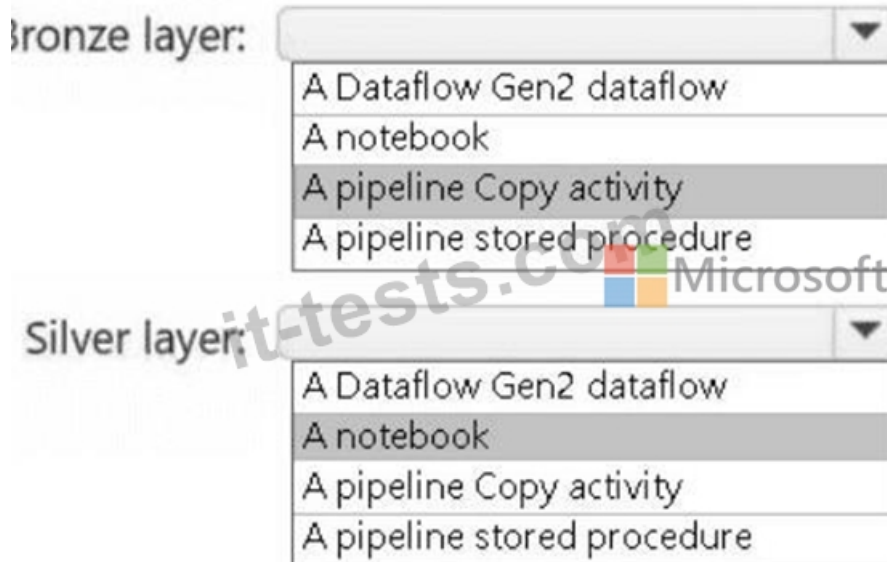 Bronze layer:
A Dataflow Gen2 dataflow
A notebook
A pipeline Copy activity
A pipeline stored procedure
it-tests.com
Microsoft
Silver layer:
A Dataflow Gen2 dataflow
A notebook
A pipeline Copy activity
A pipeline stored procedure